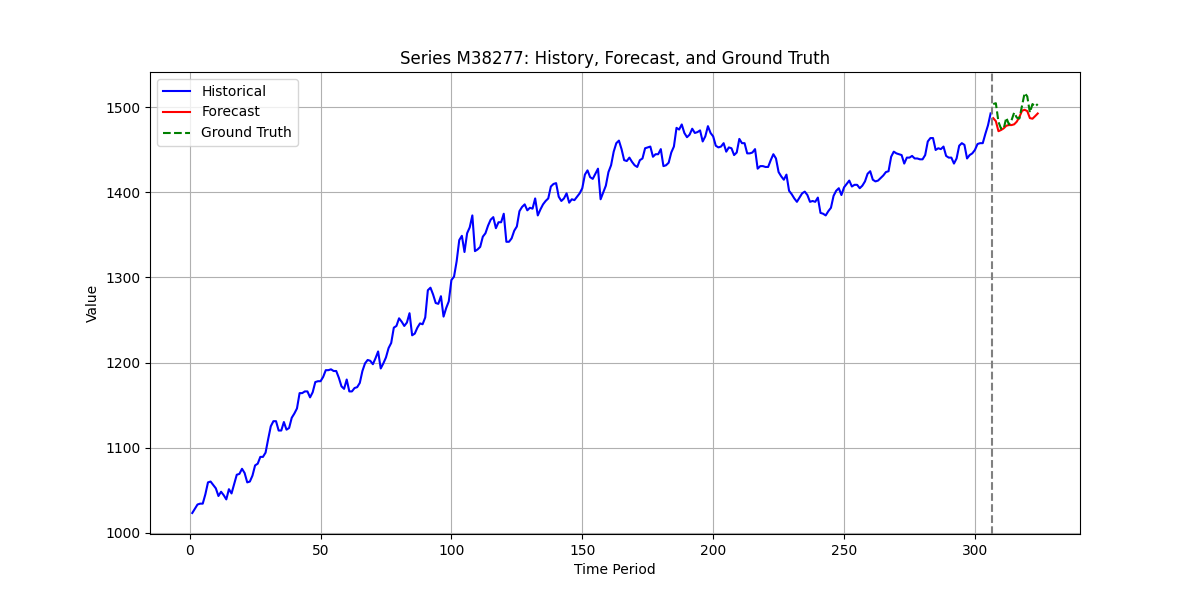 Series M38277: History, Forecast, and Ground Truth
Historical
Forecast
Ground Truth
1500
1400
1300
1200
1100
1000
Value
0 50 100 150 200 250 300
Time Period